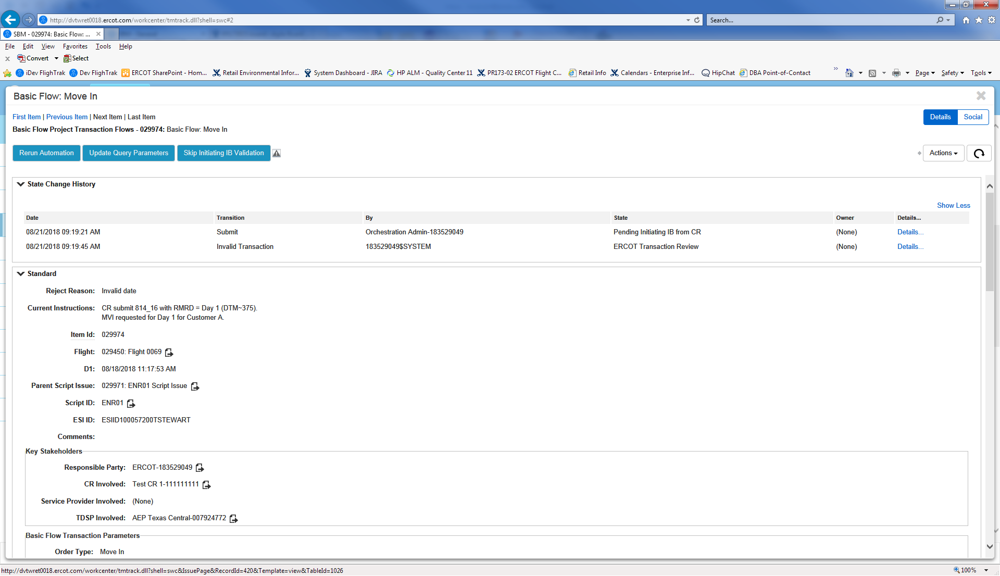 http://dvtwret0018.ercot.com/workcenter/tmtrack.dll?shell=swc#2
Search...
SBM - 029974: Basic Flow: ...
File Edit View Favorites Tools Help
x Convert Select
iDev FlighTrak Dev FlighTrak ERCOT SharePoint - Hom... Retail Environmental Infor... System Dashboard - JIRA HP ALM - Quality Center 11 PR173-02 ERCOT Flight C... Retail Info Calendars - Enterprise Inf... HipChat DBA Point-of-Contact » Page Safety Tools
Basic Flow: Move In
First Item | Previous Item | Next Item | Last Item
Details Social
Basic Flow Project Transaction Flows - 029974: Basic Flow: Move In
Rerun Automation Update Query Parameters Skip Initiating IB Validation
Actions
State Change History
Show Less
Date Transition By State Owner Details...
08/21/2018 09:19:21 AM Submit Orchestration Admin-183529049 Pending Initiating IB from CR (None) Details...
08/21/2018 09:19:45 AM Invalid Transaction 183529049$SYSTEM ERCOT Transaction Review (None) Details...
Standard
Reject Reason: Invalid date
Current Instructions: CR submit 814_16 with RMRD = Day 1 (DTM~375).
MVI requested for Day 1 for Customer A.
Item Id: 029974
Flight: 029450: Flight 0069
D1: 08/18/2018 11:17:53 AM
Parent Script Issue: 029971: ENR01 Script Issue
Script ID: ENR01
ESI ID: ESIID100057200TSTEWART
Comments:
Key Stakeholders
Responsible Party: ERCOT-183529049
CR Involved: Test CR 1-111111111
Service Provider Involved: (None)
TDSP Involved: AEP Texas Central-007924772
Basic Flow Transaction Parameters
Order Type: Move In
http://dvtwret0018.ercot.com/workcenter/tmtrack.dll?shell=swc&IssuePage&RecordId=420&Template=view&TableId=1026
100%